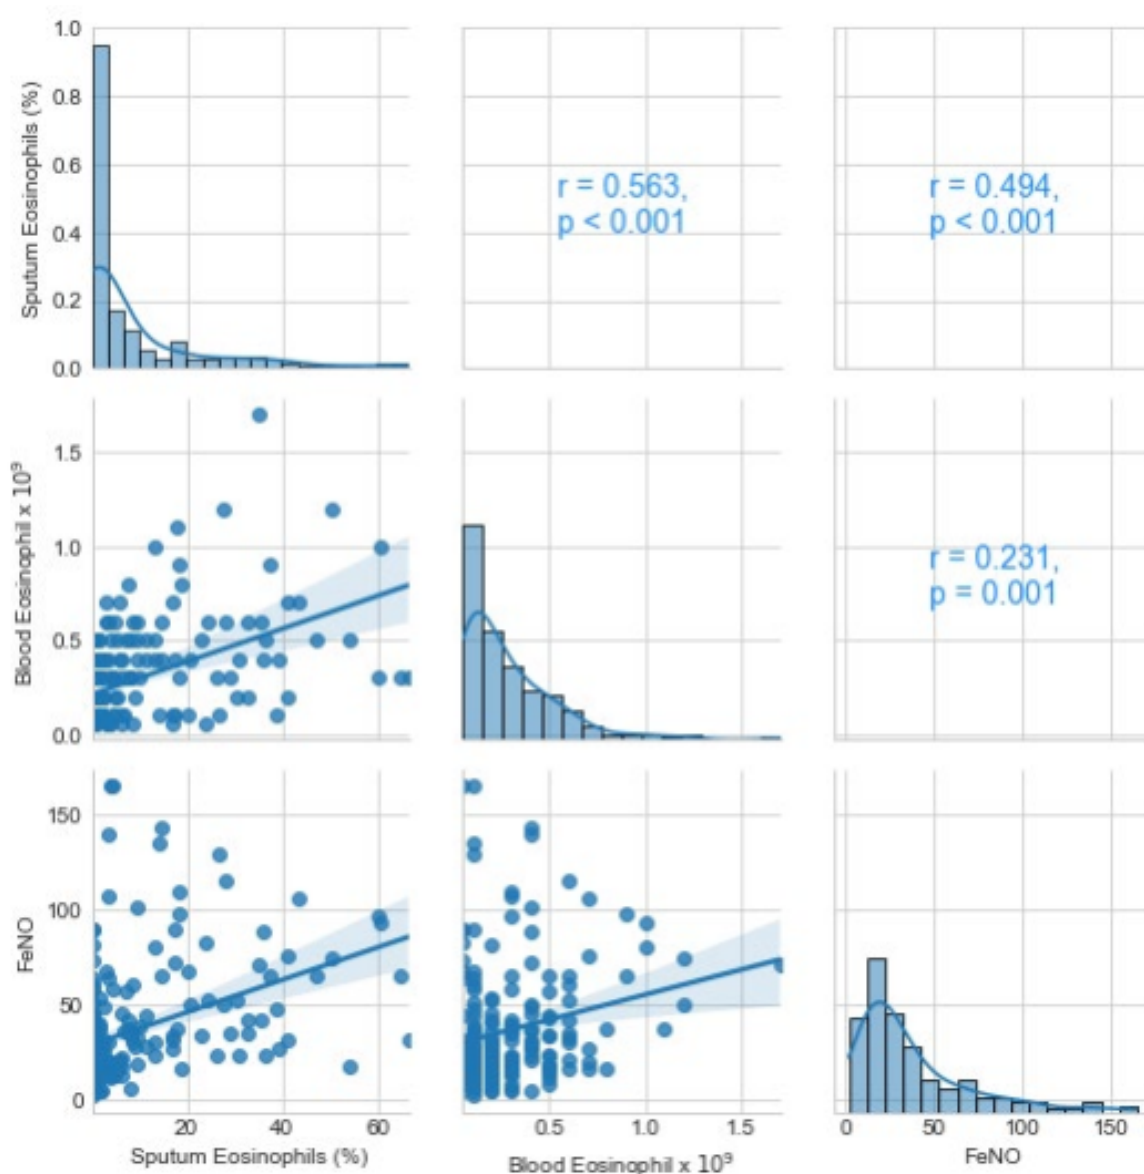 1.0
0.8
0.6
0.4
0.2
0.0
Sputum Eosinophils (%)
r = 0.563,
p < 0.001
r = 0.494,
p < 0.001
1.5
1.0
0.5
0.0
Blood Eosinophil x 10⁹
r = 0.231,
p = 0.001
150
100
50
0
FeNO
20 60
Sputum Eosinophils (%)
0.5 1.0 1.5
Blood Eosinophil x 10⁹
0 50 100 150
FeNO